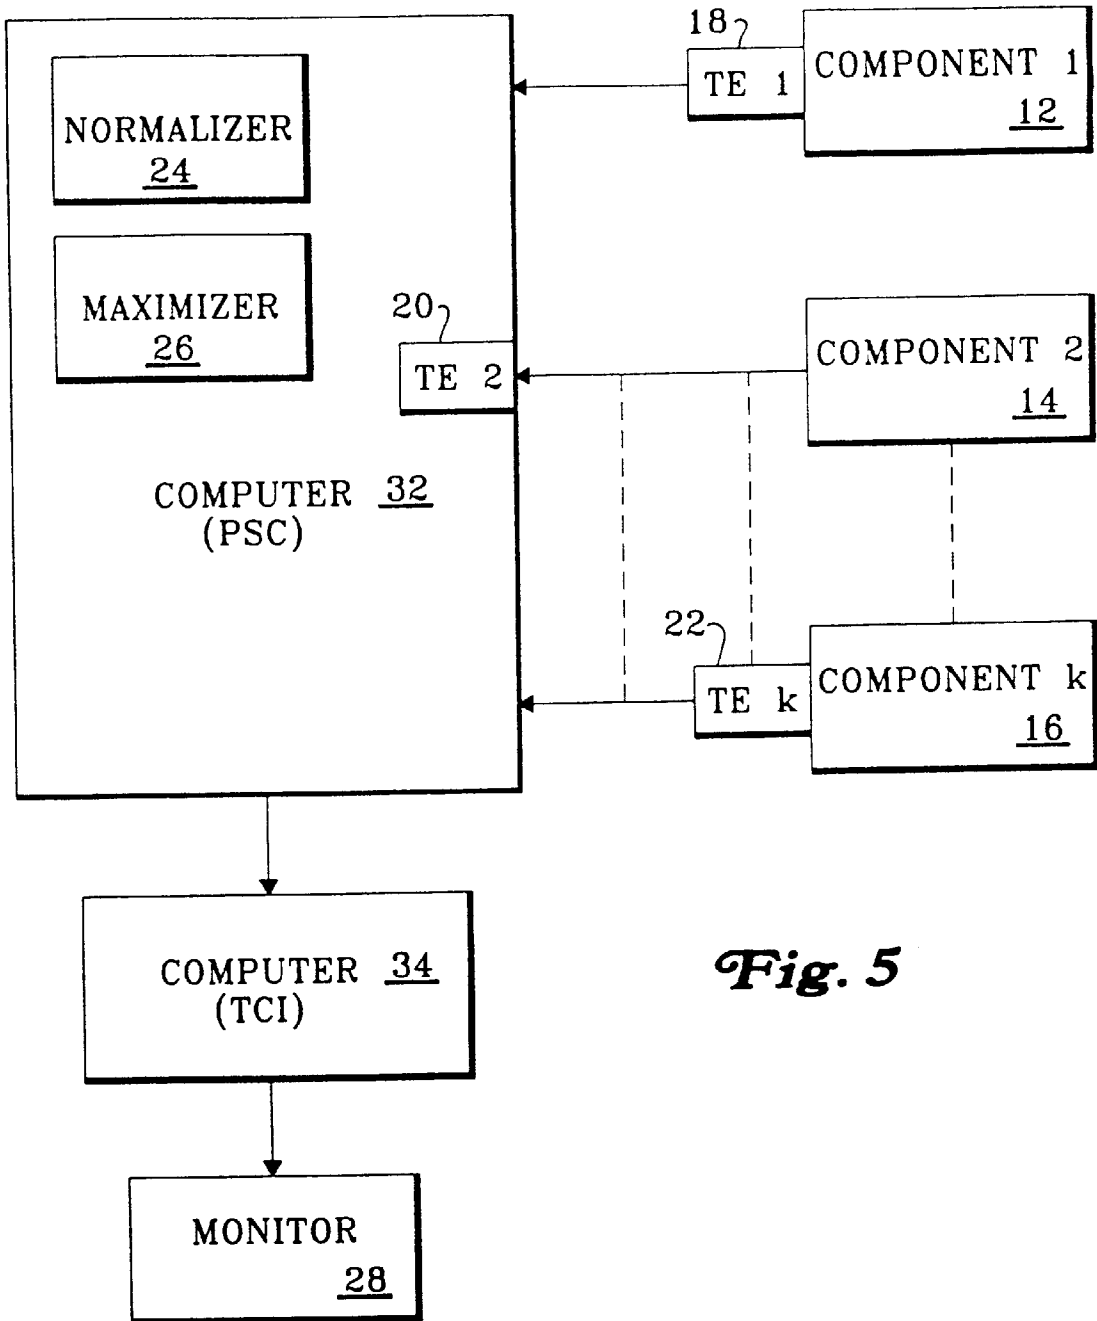 18
TE 1
COMPONENT 1
12
NORMALIZER
24
MAXIMIZER
26
20
TE 2
COMPONENT 2
14
COMPUTER 32
(PSC)
22
TE k
COMPONENT k
16
COMPUTER 34
(TCI)
Fig. 5
MONITOR
28